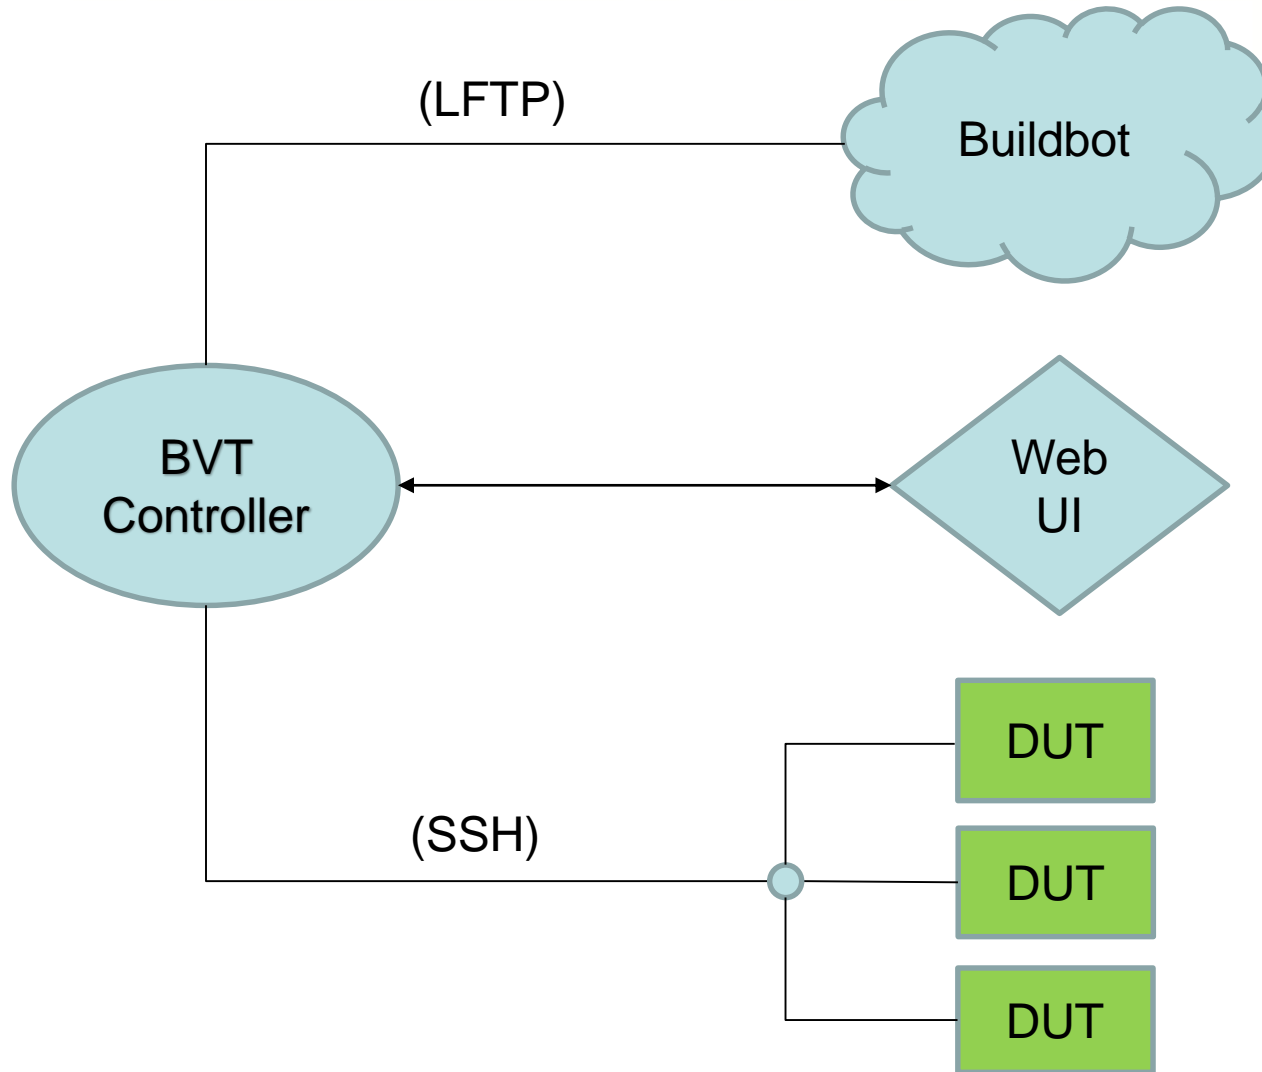 (LFTP)
Buildbot
BVT
Controller
Web
UI
DUT
(SSH)
DUT
DUT